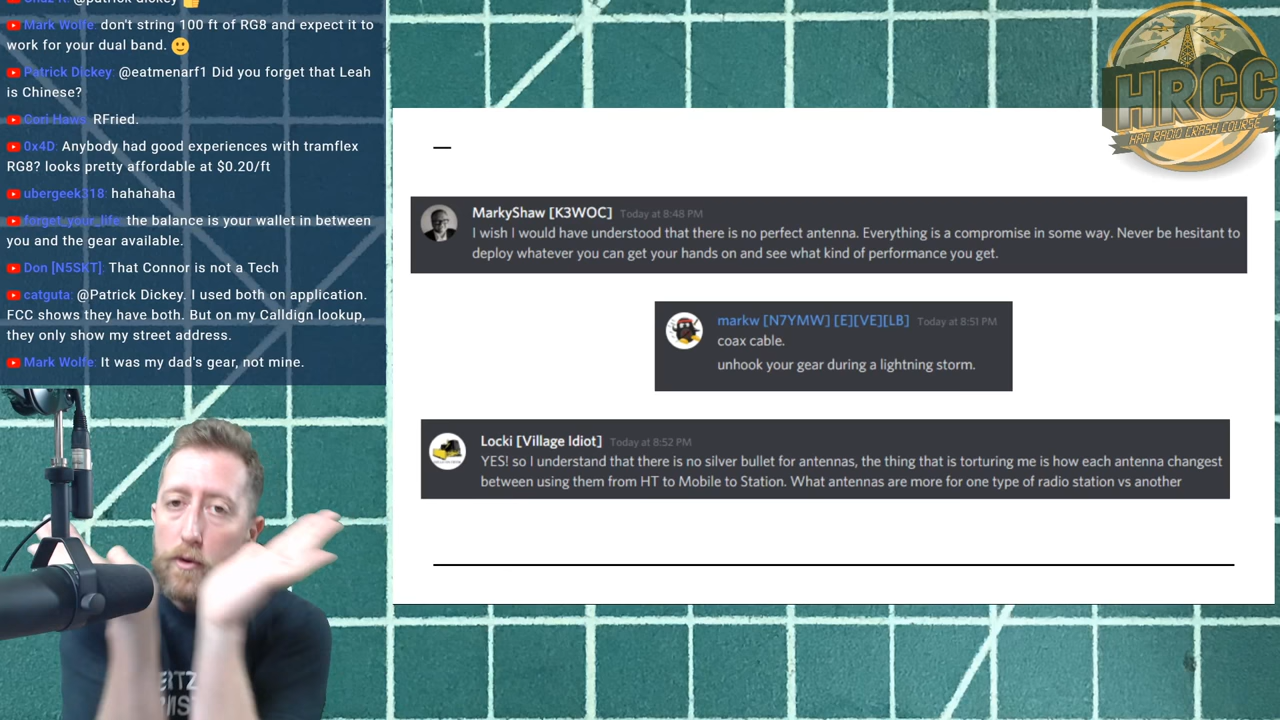 Mark Wolfe: don't string 100 ft of RG8 and expect it to
work for your dual band. 🙂
Patrick Dickey: @eatmenarf1 Did you forget that Leah
is Chinese?
Cori Haws: RFried.
0x4D: Anybody had good experiences with tramflex
RG8? looks pretty affordable at $0.20/ft
ubergeek318: hahahaha
forget_your_life: the balance is your wallet in between
you and the gear available.
Don [N5SKT]: That Connor is not a Tech
catguta: @Patrick Dickey. I used both on application.
FCC shows they have both. But on my Calldign lookup,
they only show my street address.
Mark Wolfe: It was my dad's gear, not mine.
HRCC
HAM RADIO CRASH COURSE
MarkyShaw [K3WOC] Today at 8:48 PM
I wish I would have understood that there is no perfect antenna. Everything is a compromise in some way. Never be hesitant to
deploy whatever you can get your hands on and see what kind of performance you get.
markw [N7YMW] [E][VE][LB] Today at 8:51 PM
coax cable.
unhook your gear during a lightning storm.
Locki [Village Idiot] Today at 8:52 PM
YES! so I understand that there is no silver bullet for antennas, the thing that is torturing me is how each antenna changest
between using them from HT to Mobile to Station. What antennas are more for one type of radio station vs another